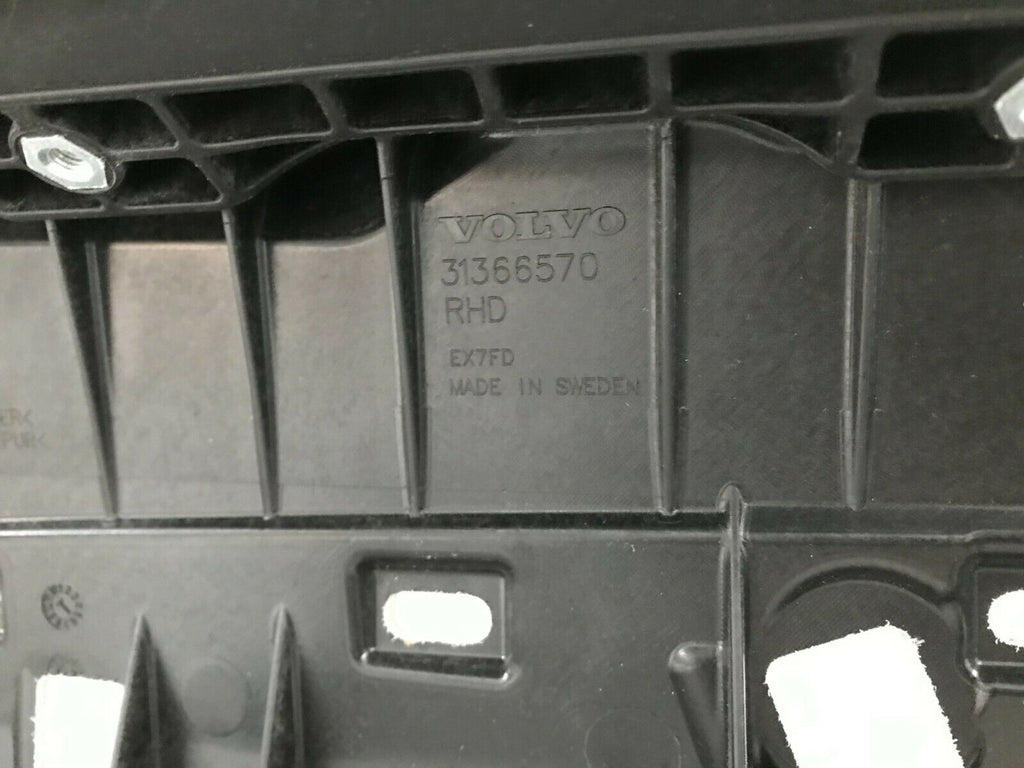 VOLVO
31366570
RHD
EX7FD
MADE IN SWEDEN